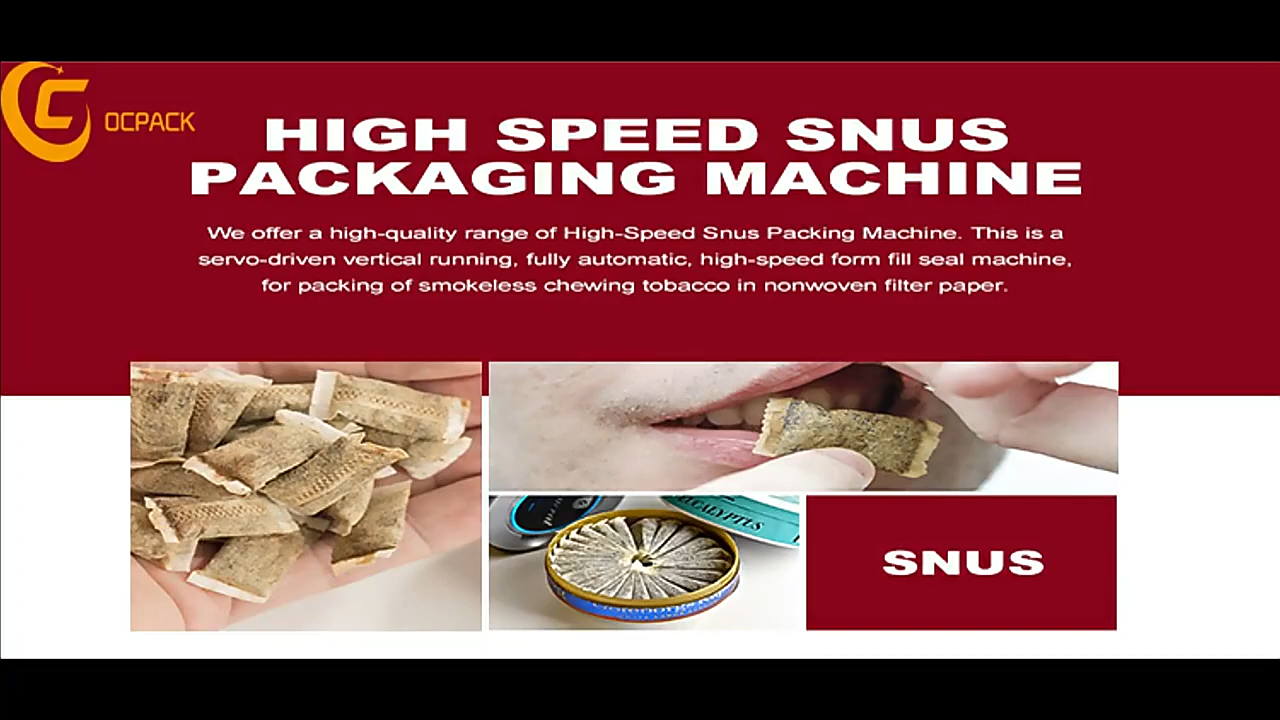 OCPACK
HIGH SPEED SNUS
PACKAGING MACHINE
We offer a high-quality range of High-Speed Snus Packing Machine. This is a
servo-driven vertical running, fully automatic, high-speed form fill seal machine,
for packing of smokeless chewing tobacco in nonwoven filter paper.
SNUS